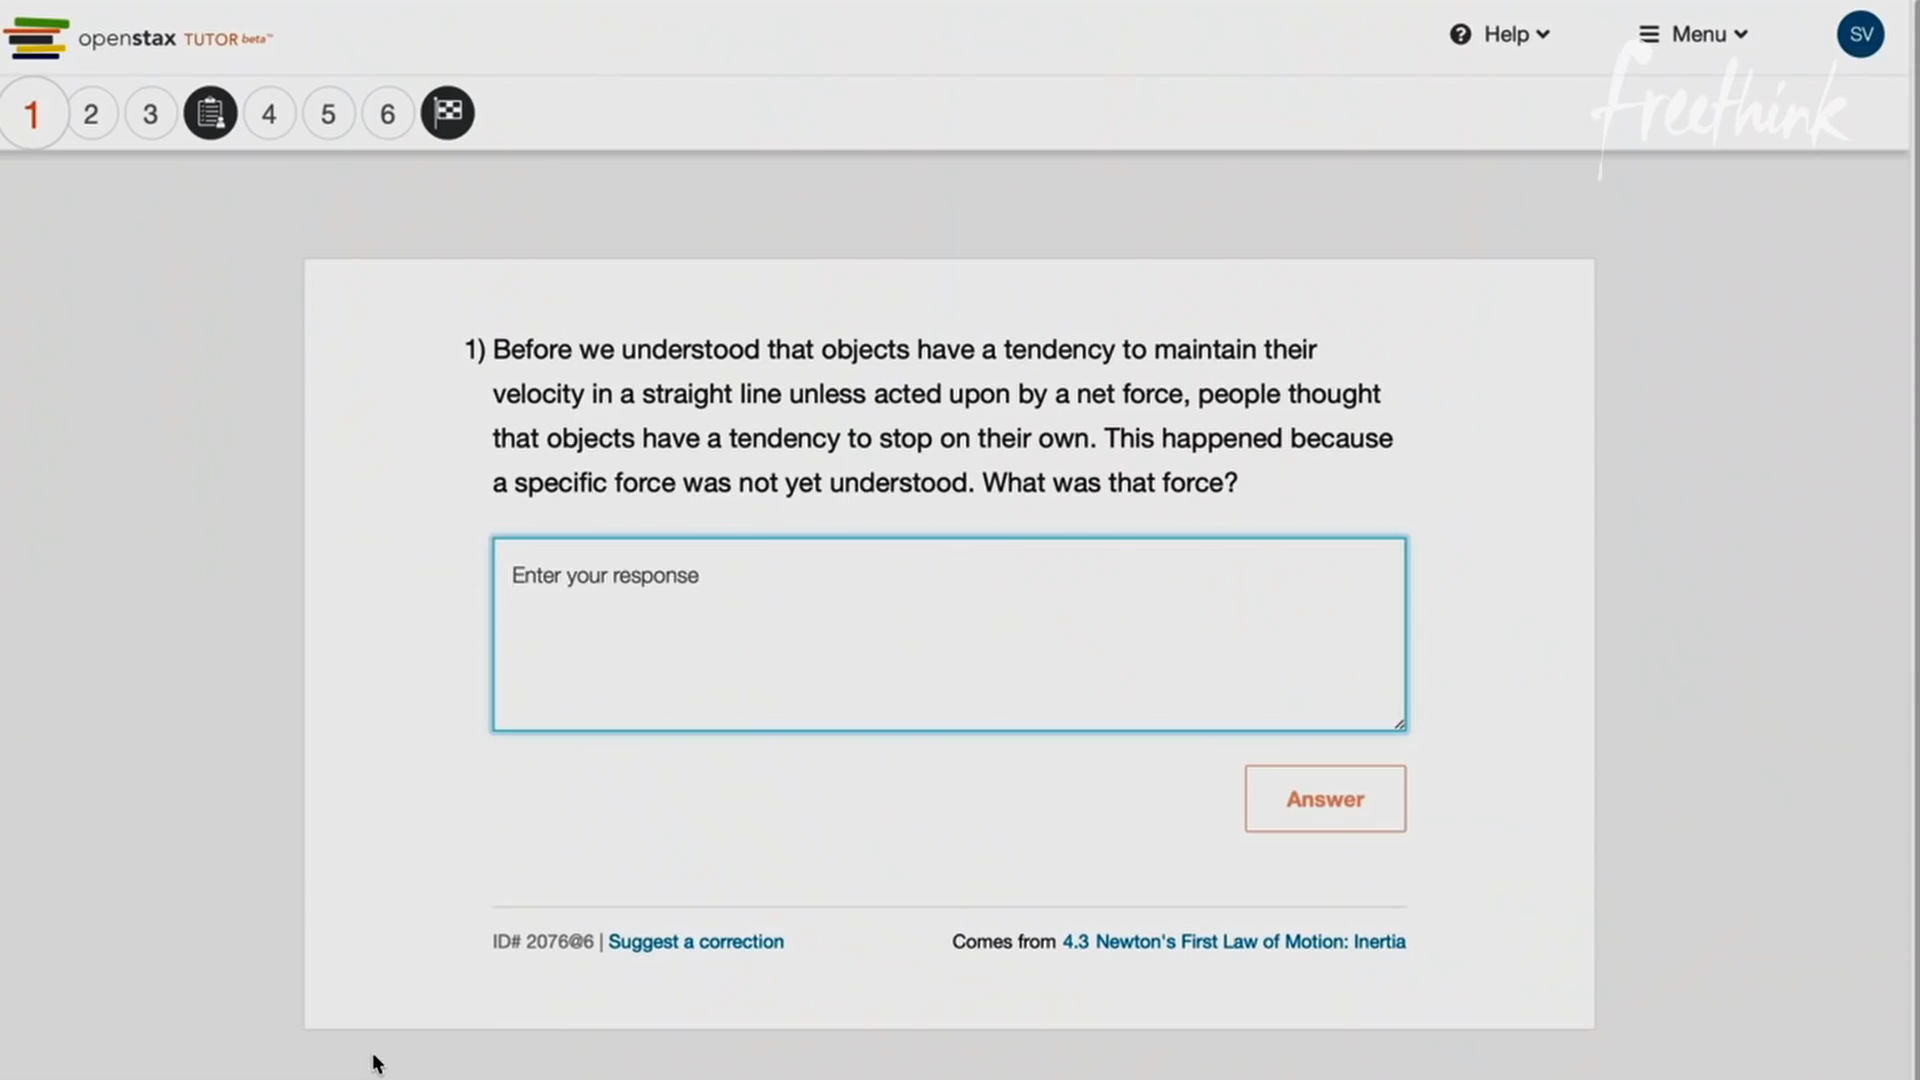 openstax TUTOR beta™
Help
Menu
SV
freethink
1 2 3 4 5 6
1) Before we understood that objects have a tendency to maintain their
velocity in a straight line unless acted upon by a net force, people thought
that objects have a tendency to stop on their own. This happened because
a specific force was not yet understood. What was that force?
Enter your response
Answer
ID# 2076@6 | Suggest a correction
Comes from 4.3 Newton's First Law of Motion: Inertia